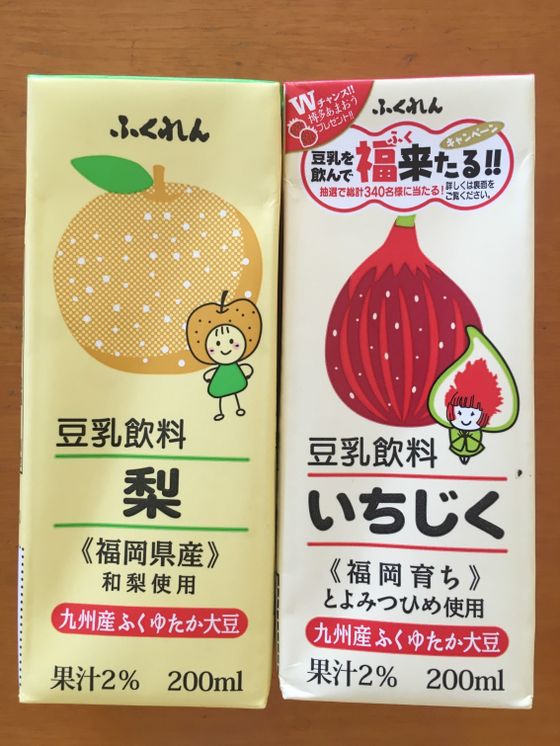 ふくれん
豆乳飲料
梨
《福岡県産》
和梨使用
九州産ふくゆたか大豆
果汁2% 200ml
Wチャンス!!
博多あまおう
プレゼント!!
ふくれん
キャンペーン
豆乳を
飲んで
福来たる!!
ふく
抽選で総計340名様に当たる!
詳しくは裏面を
ご覧ください。
豆乳飲料
いちじく
《福岡育ち》
とよみつひめ使用
九州産ふくゆたか大豆
果汁2% 200ml